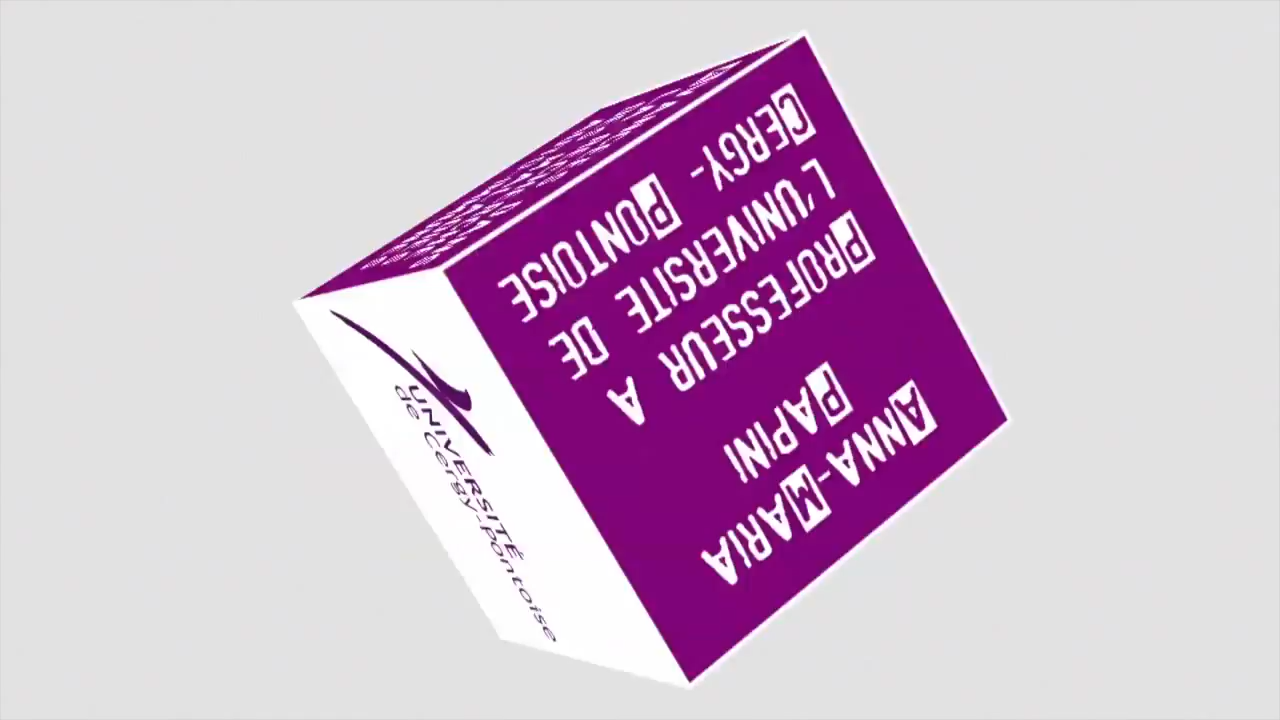 ANNA-MARIA
PAPINI
PROFESSEUR A
L'UNIVERSITE DE
CERGY-PONTOISE
UNIVERSITÉ
de Cergy-pontoise